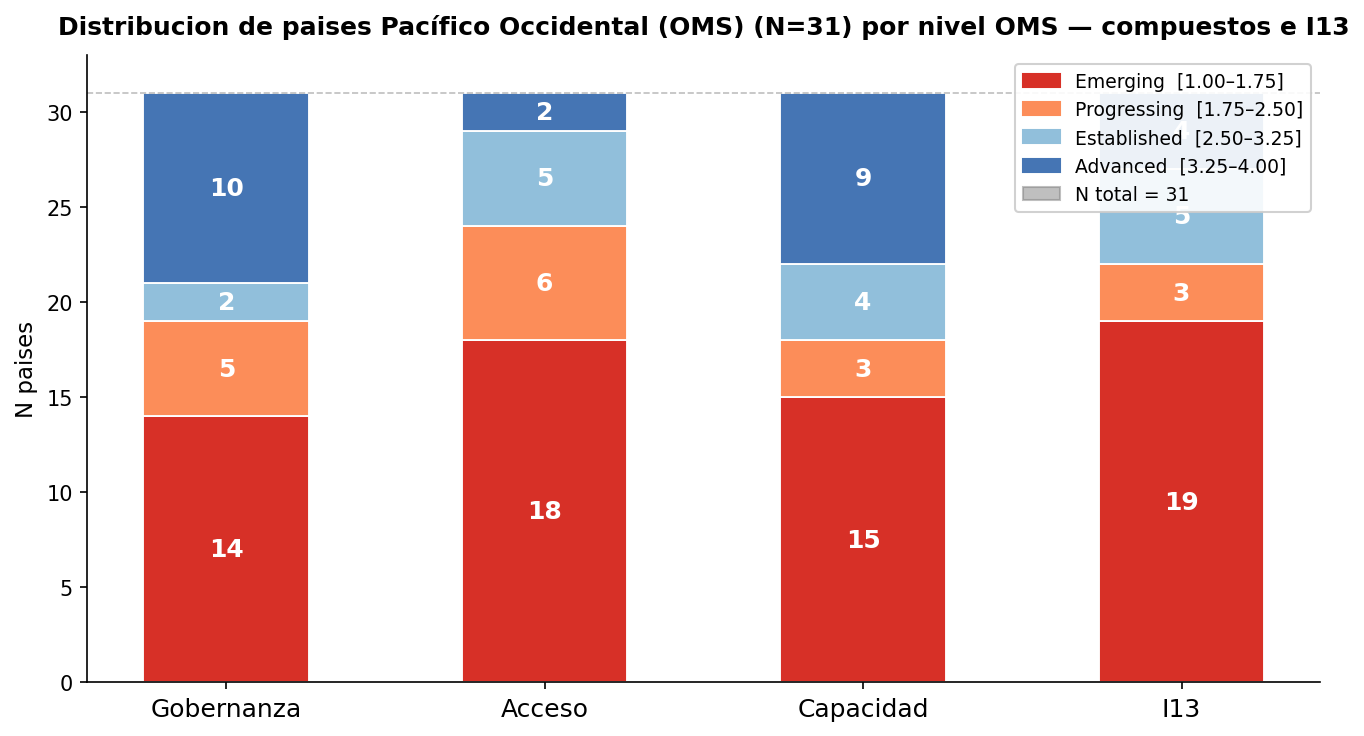 Distribucion de paises Pacífico Occidental (OMS) (N=31) por nivel OMS — compuestos e I13
Emerging [1.00–1.75]
Progressing [1.75–2.50]
Established [2.50–3.25]
Advanced [3.25–4.00]
N total = 31
N paises
30
25
20
15
10
5
0
10
2
5
14
2
5
6
18
9
4
3
15
5
3
19
Gobernanza
Acceso
Capacidad
I13